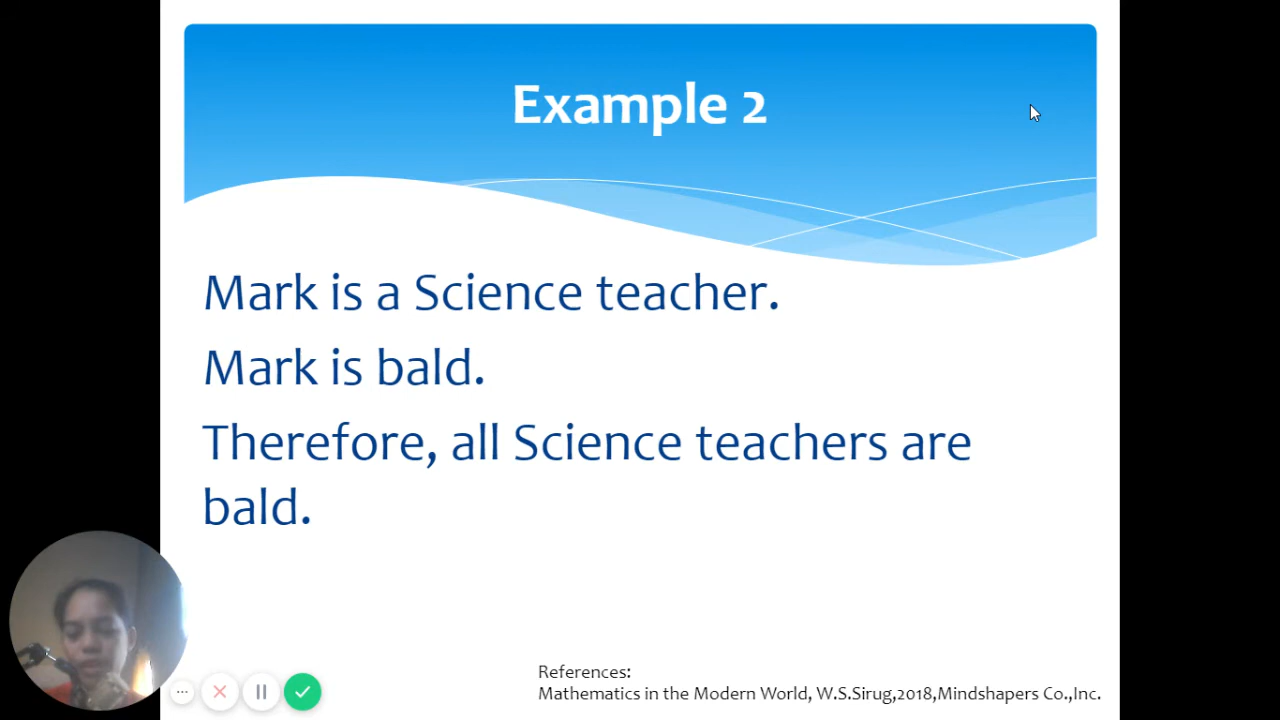 Example 2
Mark is a Science teacher.
Mark is bald.
Therefore, all Science teachers are
bald.
References:
Mathematics in the Modern World, W.S.Sirug,2018,Mindshapers Co.,Inc.